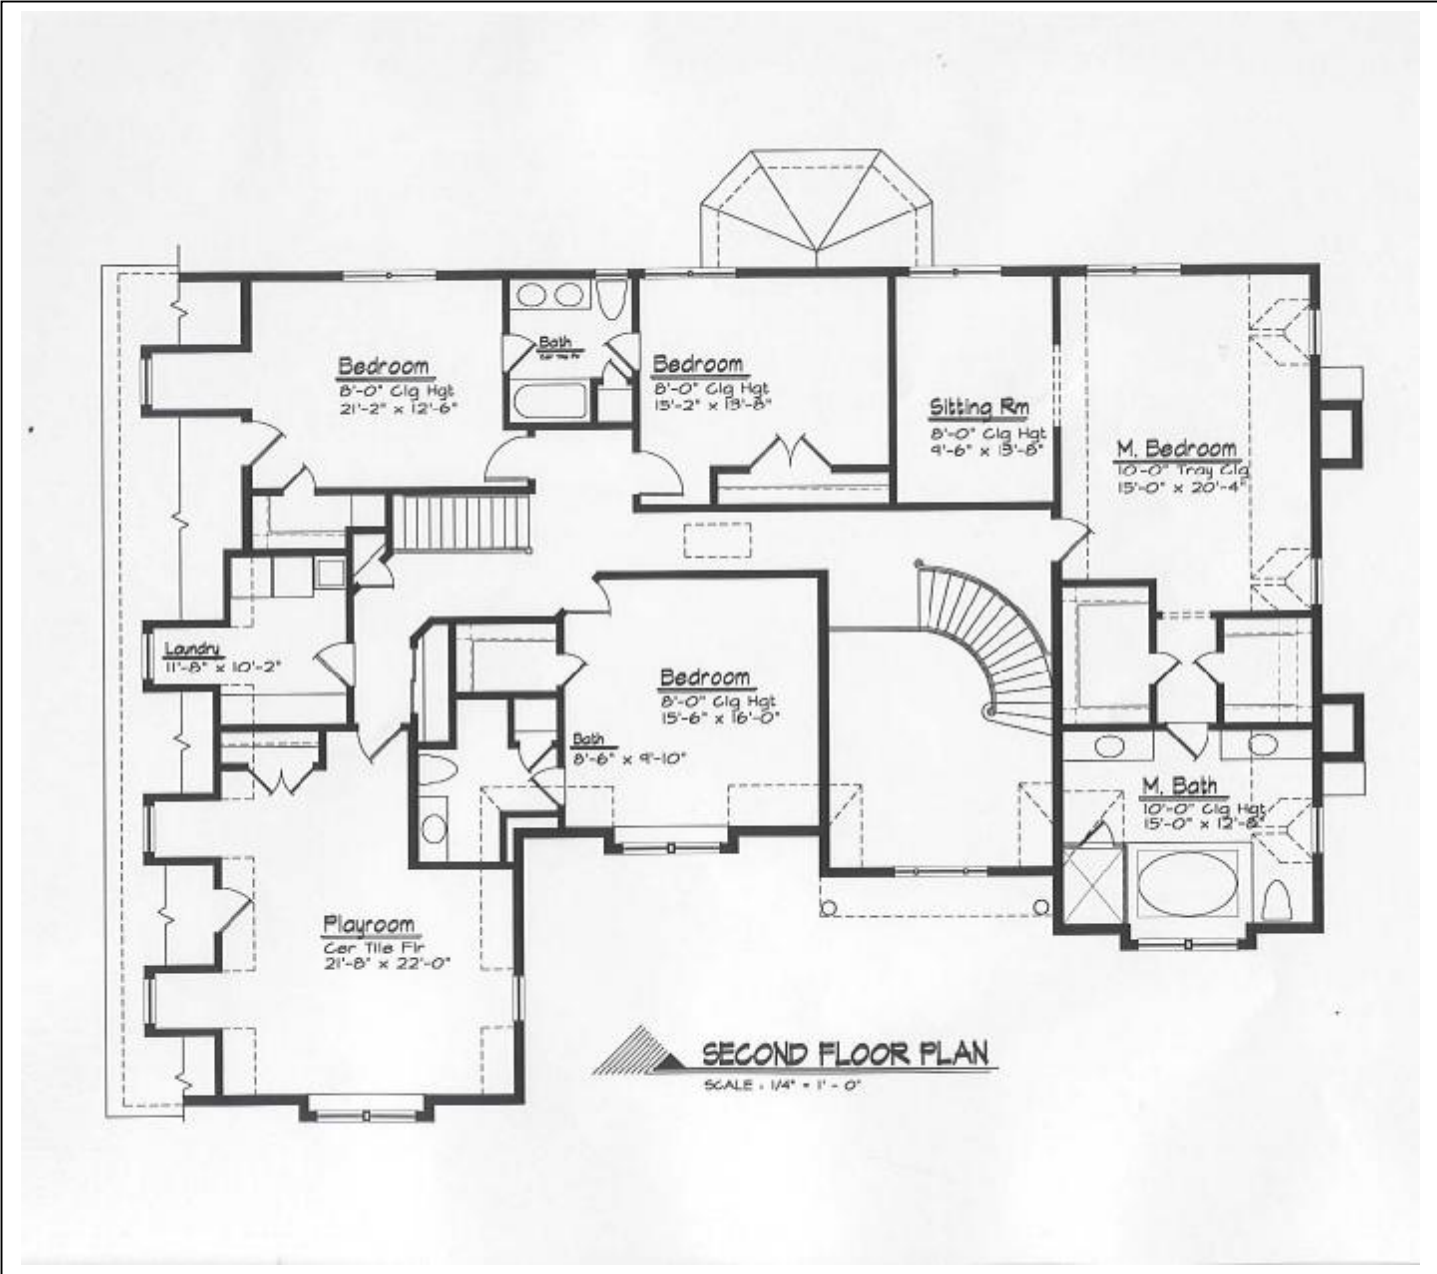 Bedroom
8'-0" Clg Hgt
21'-2" x 12'-6"
Bath
Cer Tile Flr
Bedroom
8'-0" Clg Hgt
15'-2" x 13'-8"
Sitting Rm
8'-0" Clg Hgt
9'-6" x 13'-8"
M. Bedroom
10'-0" Tray Clg
15'-0" x 20'-4"
Laundry
11'-8" x 10'-2"
Bedroom
8'-0" Clg Hgt
15'-6" x 16'-0"
Bath
8'-6" x 9'-10"
M. Bath
10'-0" Clg Hgt
15'-0" x 12'-8"
Playroom
Cer Tile Flr
21'-8" x 22'-0"
SECOND FLOOR PLAN
SCALE : 1/4" = 1' - 0"